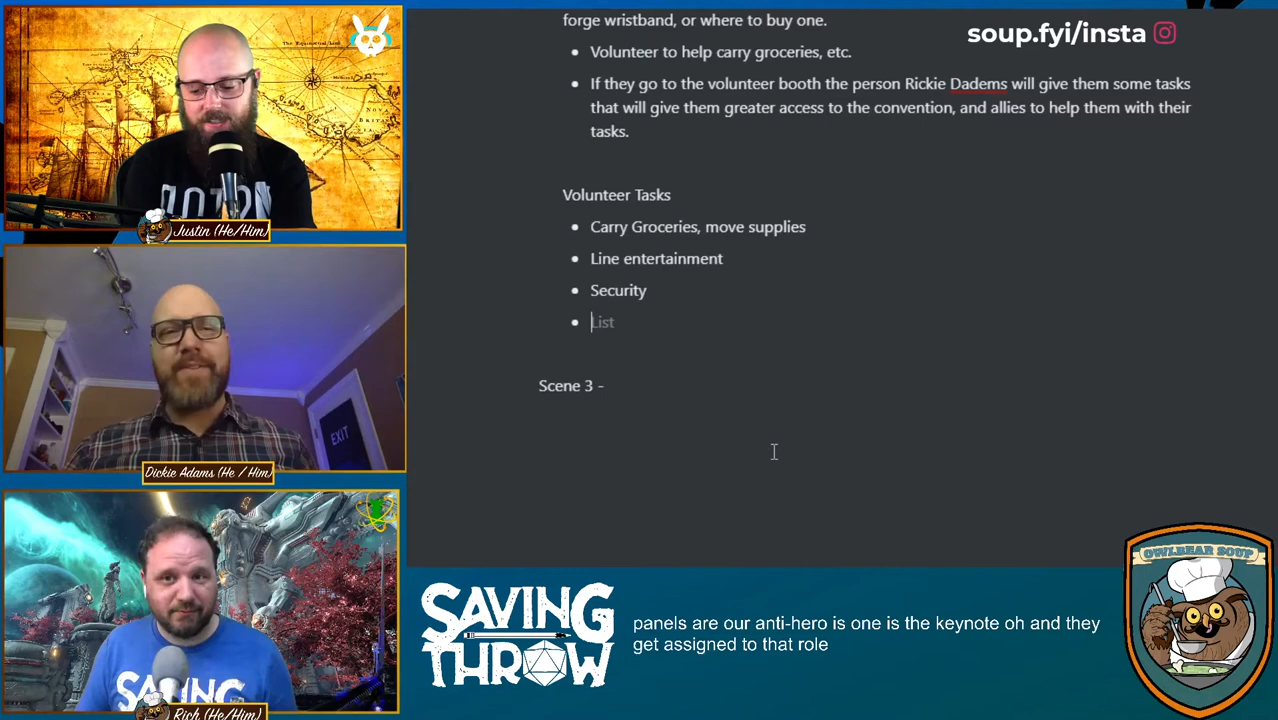 forge wristband, or where to buy one.
Volunteer to help carry groceries, etc.
If they go to the volunteer booth the person Rickie Dadems will give them some tasks
that will give them greater access to the convention, and allies to help them with their
tasks.
Volunteer Tasks
Carry Groceries, move supplies
Line entertainment
Security
List
Scene 3 -
soup.fyi/insta
Justin (He/Him)
EXIT
Dickie Adams (He / Him)
SAVING
Rich (He/Him)
SAVING
THROW
panels are our anti-hero is one is the keynote oh and they
get assigned to that role
OWLBEAR SOUP